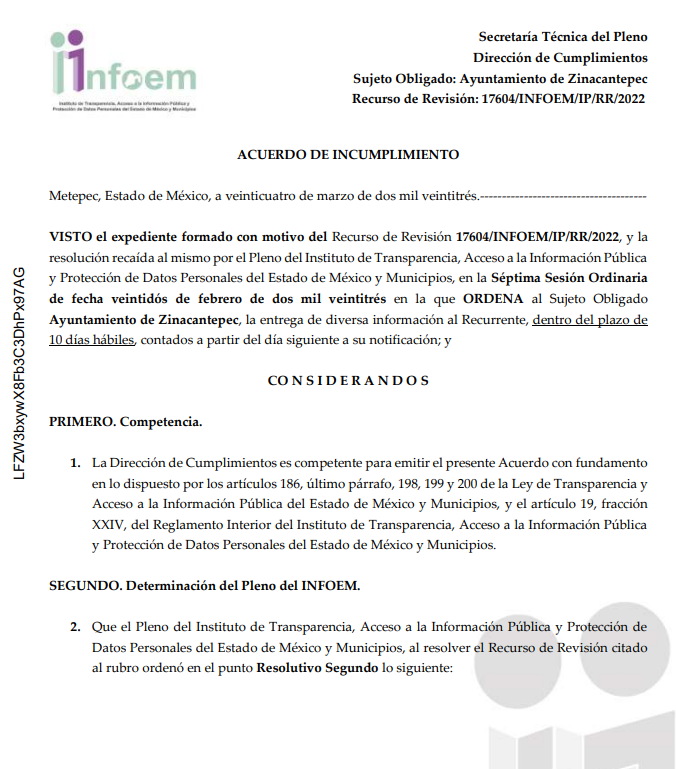 infoem
Instituto de Transparencia, Acceso a la Información Pública y
Protección de Datos Personales del Estado de México y Municipios
Secretaría Técnica del Pleno
Dirección de Cumplimientos
Sujeto Obligado: Ayuntamiento de Zinacantepec
Recurso de Revisión: 17604/INFOEM/IP/RR/2022
ACUERDO DE INCUMPLIMIENTO
Metepec, Estado de México, a veinticuatro de marzo de dos mil veintitrés.--------------------------------------
VISTO el expediente formado con motivo del Recurso de Revisión 17604/INFOEM/IP/RR/2022, y la
resolución recaída al mismo por el Pleno del Instituto de Transparencia, Acceso a la Información Pública
y Protección de Datos Personales del Estado de México y Municipios, en la Séptima Sesión Ordinaria
de fecha veintidós de febrero de dos mil veintitrés en la que ORDENA al Sujeto Obligado
Ayuntamiento de Zinacantepec, la entrega de diversa información al Recurrente, dentro del plazo de
10 días hábiles, contados a partir del día siguiente a su notificación; y
C O N S I D E R A N D O S
PRIMERO. Competencia.
1. La Dirección de Cumplimientos es competente para emitir el presente Acuerdo con fundamento
en lo dispuesto por los artículos 186, último párrafo, 198, 199 y 200 de la Ley de Transparencia y
Acceso a la Información Pública del Estado de México y Municipios, y el artículo 19, fracción
XXIV, del Reglamento Interior del Instituto de Transparencia, Acceso a la Información Pública
y Protección de Datos Personales del Estado de México y Municipios.
SEGUNDO. Determinación del Pleno del INFOEM.
2. Que el Pleno del Instituto de Transparencia, Acceso a la Información Pública y Protección de
Datos Personales del Estado de México y Municipios, al resolver el Recurso de Revisión citado
al rubro ordenó en el punto Resolutivo Segundo lo siguiente:
LFZW3bxywX8Fb3C3DhPx97AG